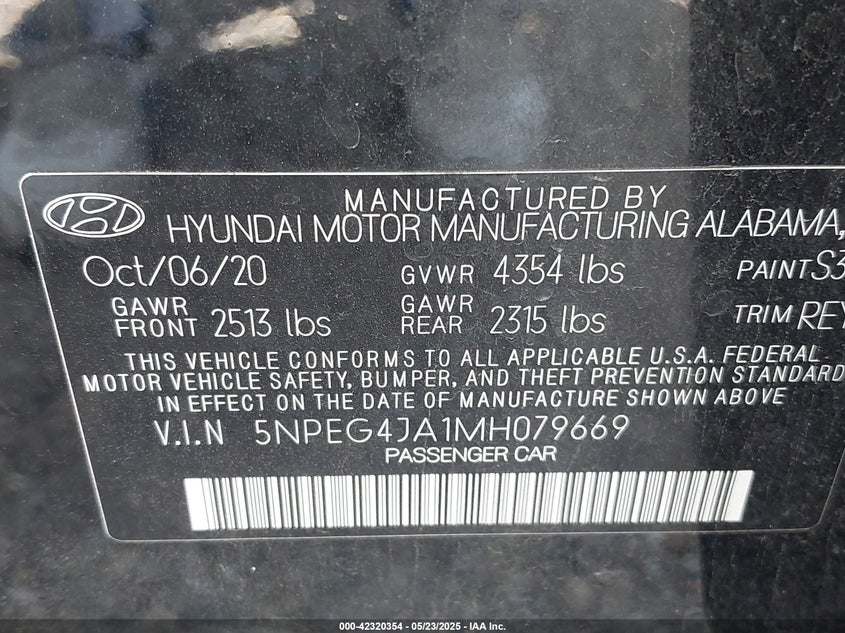 MANUFACTURED BY
HYUNDAI MOTOR MANUFACTURING ALABAMA,
Oct/06/20 GVWR 4354 lbs PAINT S3
GAWR FRONT 2513 lbs GAWR REAR 2315 lbs TRIM REY
THIS VEHICLE CONFORMS TO ALL APPLICABLE U.S.A. FEDERAL
MOTOR VEHICLE SAFETY, BUMPER, AND THEFT PREVENTION STANDARD
IN EFFECT ON THE DATE OF MANUFACTURE SHOWN ABOVE
V.I.N 5NPEG4JA1MH079669
PASSENGER CAR
000-42320354 - 05/23/2025 - IAA Inc.